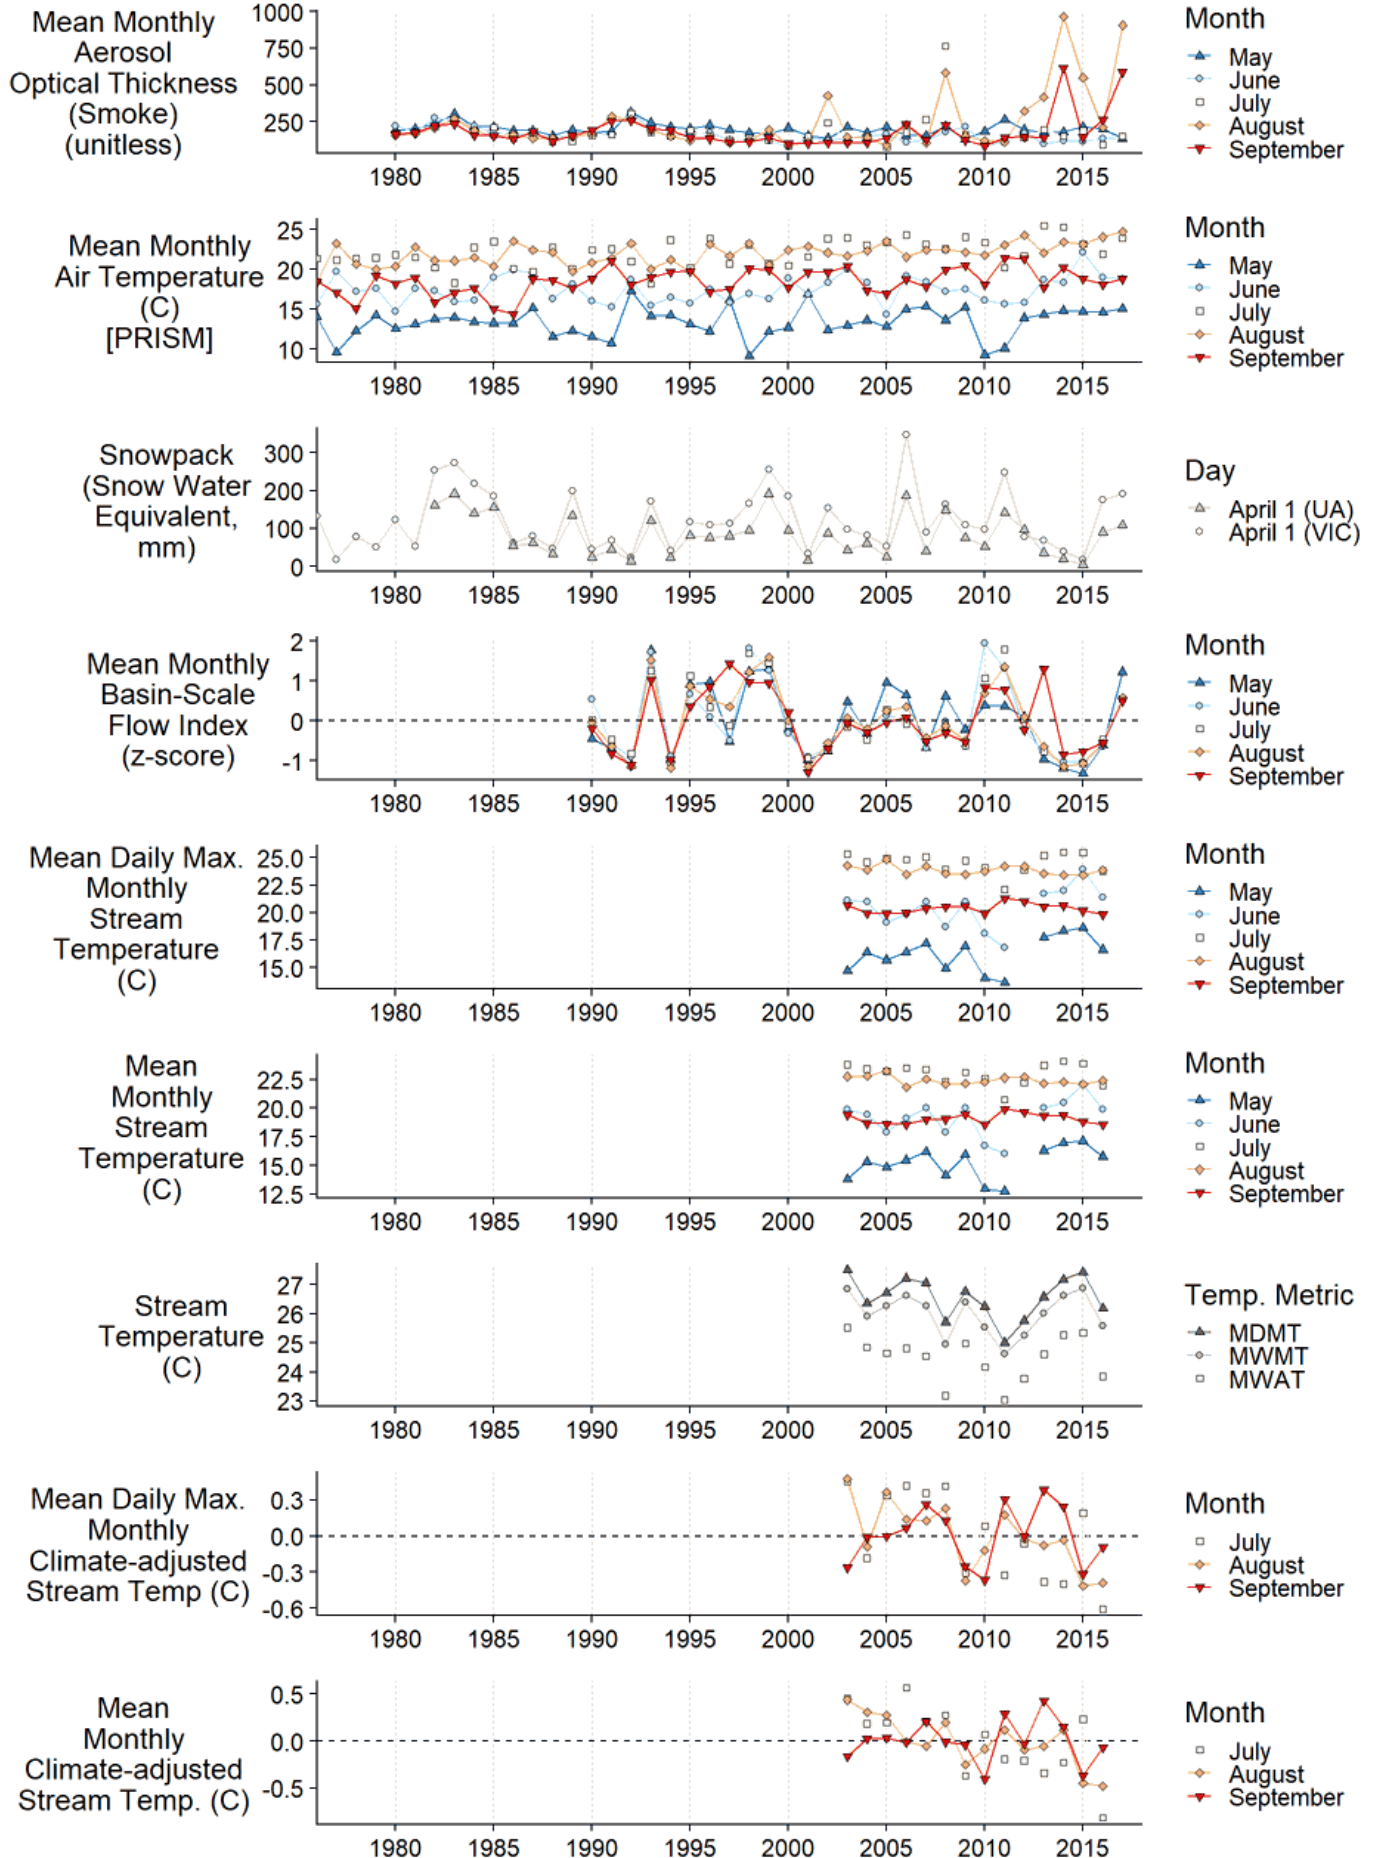 Mean Monthly
Aerosol
Optical Thickness
(Smoke)
(unitless)
1000
750
500
250
1980 1985 1990 1995 2000 2005 2010 2015
Month
May
June
July
August
September
Mean Monthly
Air Temperature
(C)
[PRISM]
25
20
15
10
1980 1985 1990 1995 2000 2005 2010 2015
Month
May
June
July
August
September
Snowpack
(Snow Water
Equivalent,
mm)
300
200
100
0
1980 1985 1990 1995 2000 2005 2010 2015
Day
April 1 (UA)
April 1 (VIC)
Mean Monthly
Basin-Scale
Flow Index
(z-score)
2
1
0
-1
1980 1985 1990 1995 2000 2005 2010 2015
Month
May
June
July
August
September
Mean Daily Max.
Monthly
Stream
Temperature
(C)
25.0
22.5
20.0
17.5
15.0
1980 1985 1990 1995 2000 2005 2010 2015
Month
May
June
July
August
September
Mean
Monthly
Stream
Temperature
(C)
22.5
20.0
17.5
15.0
12.5
1980 1985 1990 1995 2000 2005 2010 2015
Month
May
June
July
August
September
Stream
Temperature
(C)
27
26
25
24
23
1980 1985 1990 1995 2000 2005 2010 2015
Temp. Metric
MDMT
MWMT
MWAT
Mean Daily Max.
Monthly
Climate-adjusted
Stream Temp (C)
0.3
0.0
-0.3
-0.6
1980 1985 1990 1995 2000 2005 2010 2015
Month
July
August
September
Mean
Monthly
Climate-adjusted
Stream Temp. (C)
0.5
0.0
-0.5
1980 1985 1990 1995 2000 2005 2010 2015
Month
July
August
September